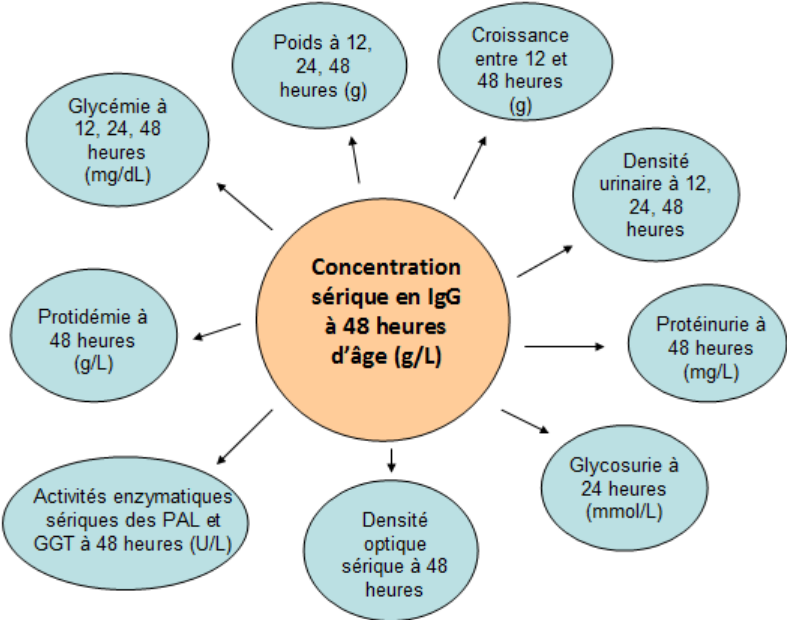 Poids à 12,
24, 48
heures (g)
Croissance
entre 12 et
48 heures
(g)
Glycémie à
12, 24, 48
heures
(mg/dL)
Densité
urinaire à 12,
24, 48
heures
Concentration
sérique en IgG
à 48 heures
d'âge (g/L)
Protidémie à
48 heures
(g/L)
Protéinurie à
48 heures
(mg/L)
Glycosurie à
24 heures
(mmol/L)
Activités enzymatiques
sériques des PAL et
GGT à 48 heures (U/L)
Densité
optique
sérique à 48
heures